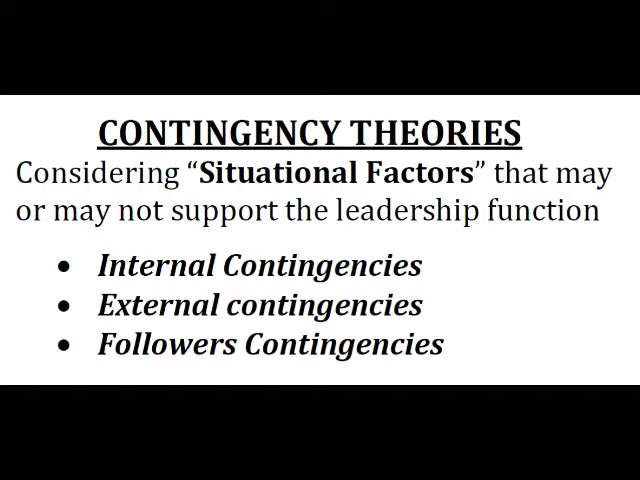 CONTINGENCY THEORIES
Considering “Situational Factors” that may
or may not support the leadership function
• Internal Contingencies
• External contingencies
• Followers Contingencies